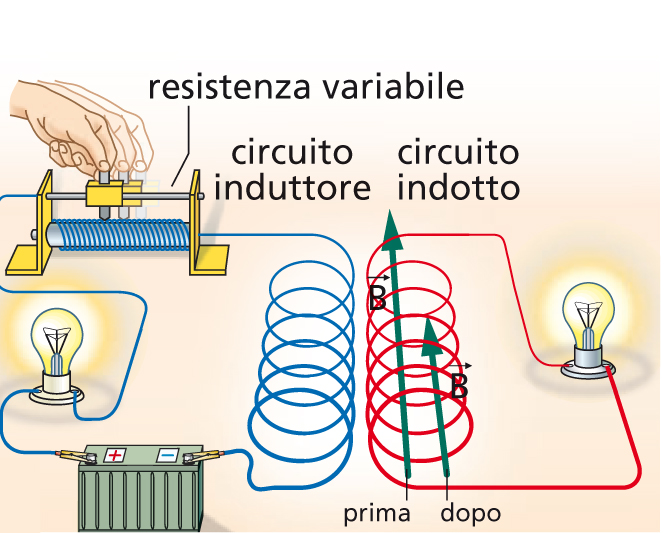 resistenza variabile
circuito
induttore
circuito
indotto
B
B
+
−
prima
dopo